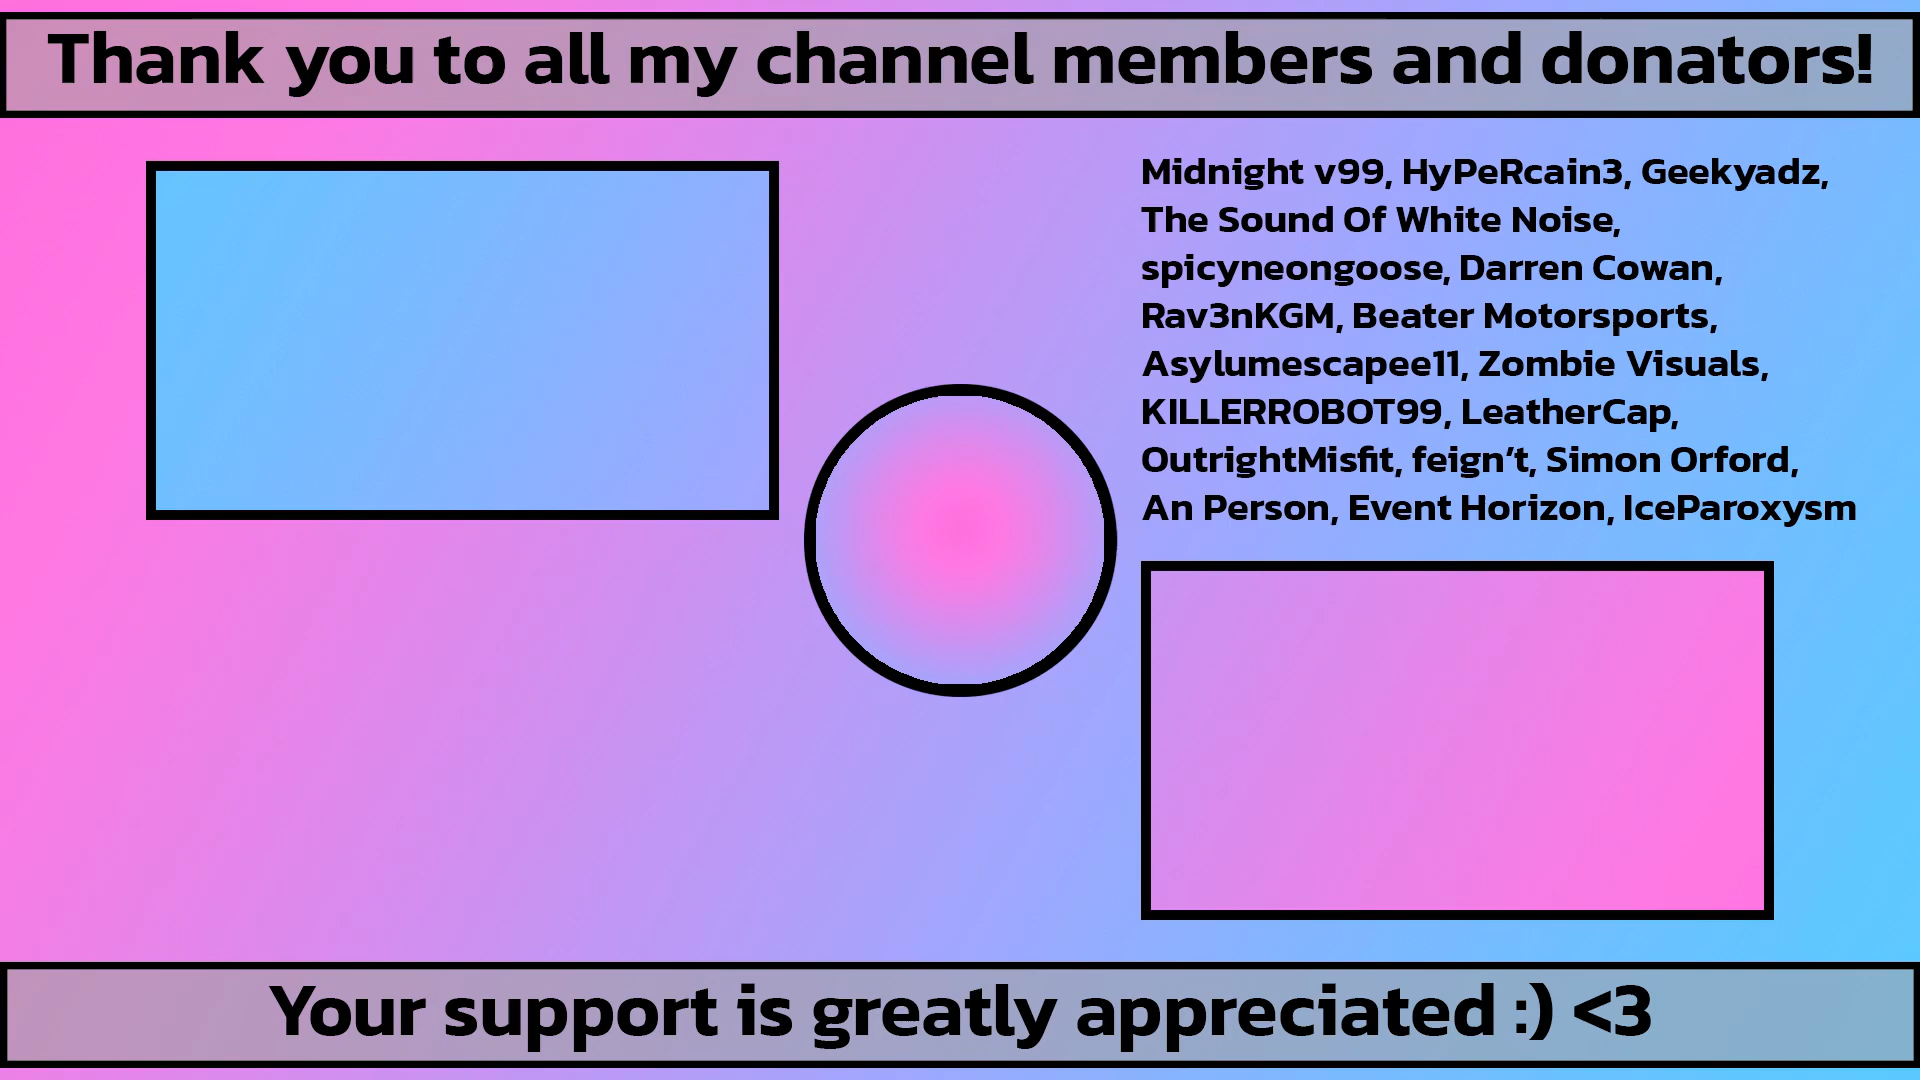 Thank you to all my channel members and donators!
Midnight v99, HyPeRcain3, Geekyadz,
The Sound Of White Noise,
spicyneongoose, Darren Cowan,
Rav3nKGM, Beater Motorsports,
Asylumescapee11, Zombie Visuals,
KILLERROBOT99, LeatherCap,
OutrightMisfit, feign’t, Simon Orford,
An Person, Event Horizon, IceParoxysm
Your support is greatly appreciated :) <3